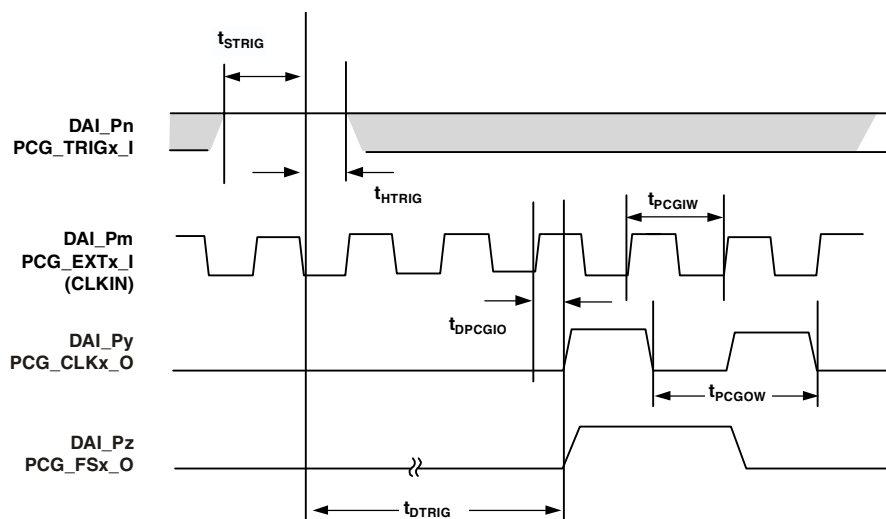 tSTRIG
DAI_Pn
PCG_TRIGx_I
tHTRIG
tPCGIW
DAI_Pm
PCG_EXTx_I
(CLKIN)
tDPCGIO
DAI_Py
PCG_CLKx_O
tPCGOW
DAI_Pz
PCG_FSx_O
tDTRIG